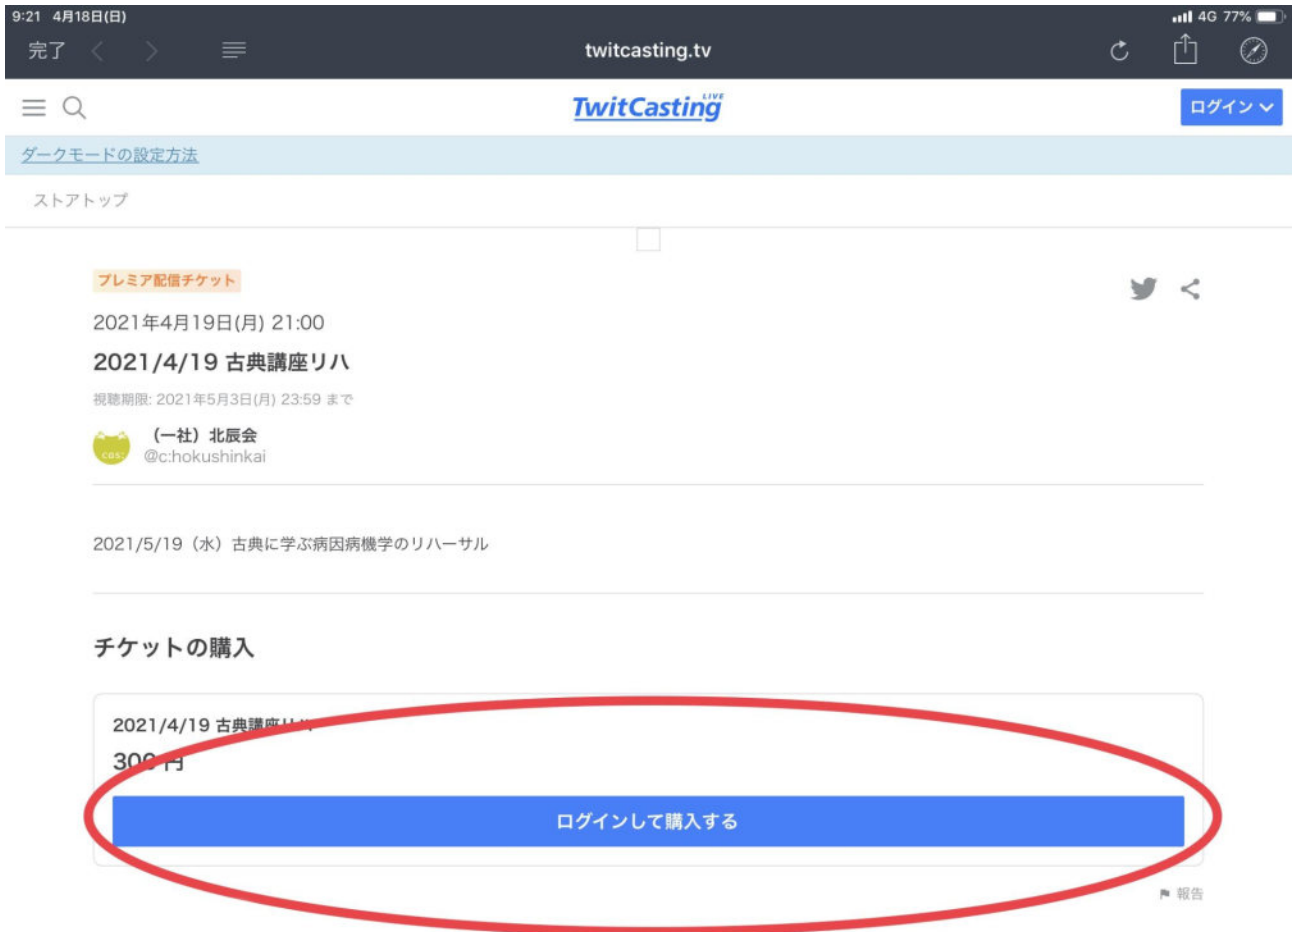 9:21 4月18日(日)
4G 77%
完了
twitcasting.tv
TwitCasting LIVE
ログイン
ダークモードの設定方法
ストアトップ
プレミア配信チケット
2021年4月19日(月) 21:00
2021/4/19 古典講座リハ
視聴期限: 2021年5月3日(月) 23:59 まで
cos:
（一社）北辰会
@c:hokushinkai
2021/5/19（水）古典に学ぶ病因病機学のリハーサル
チケットの購入
2021/4/19 古典講座リハ
300 円
ログインして購入する
報告